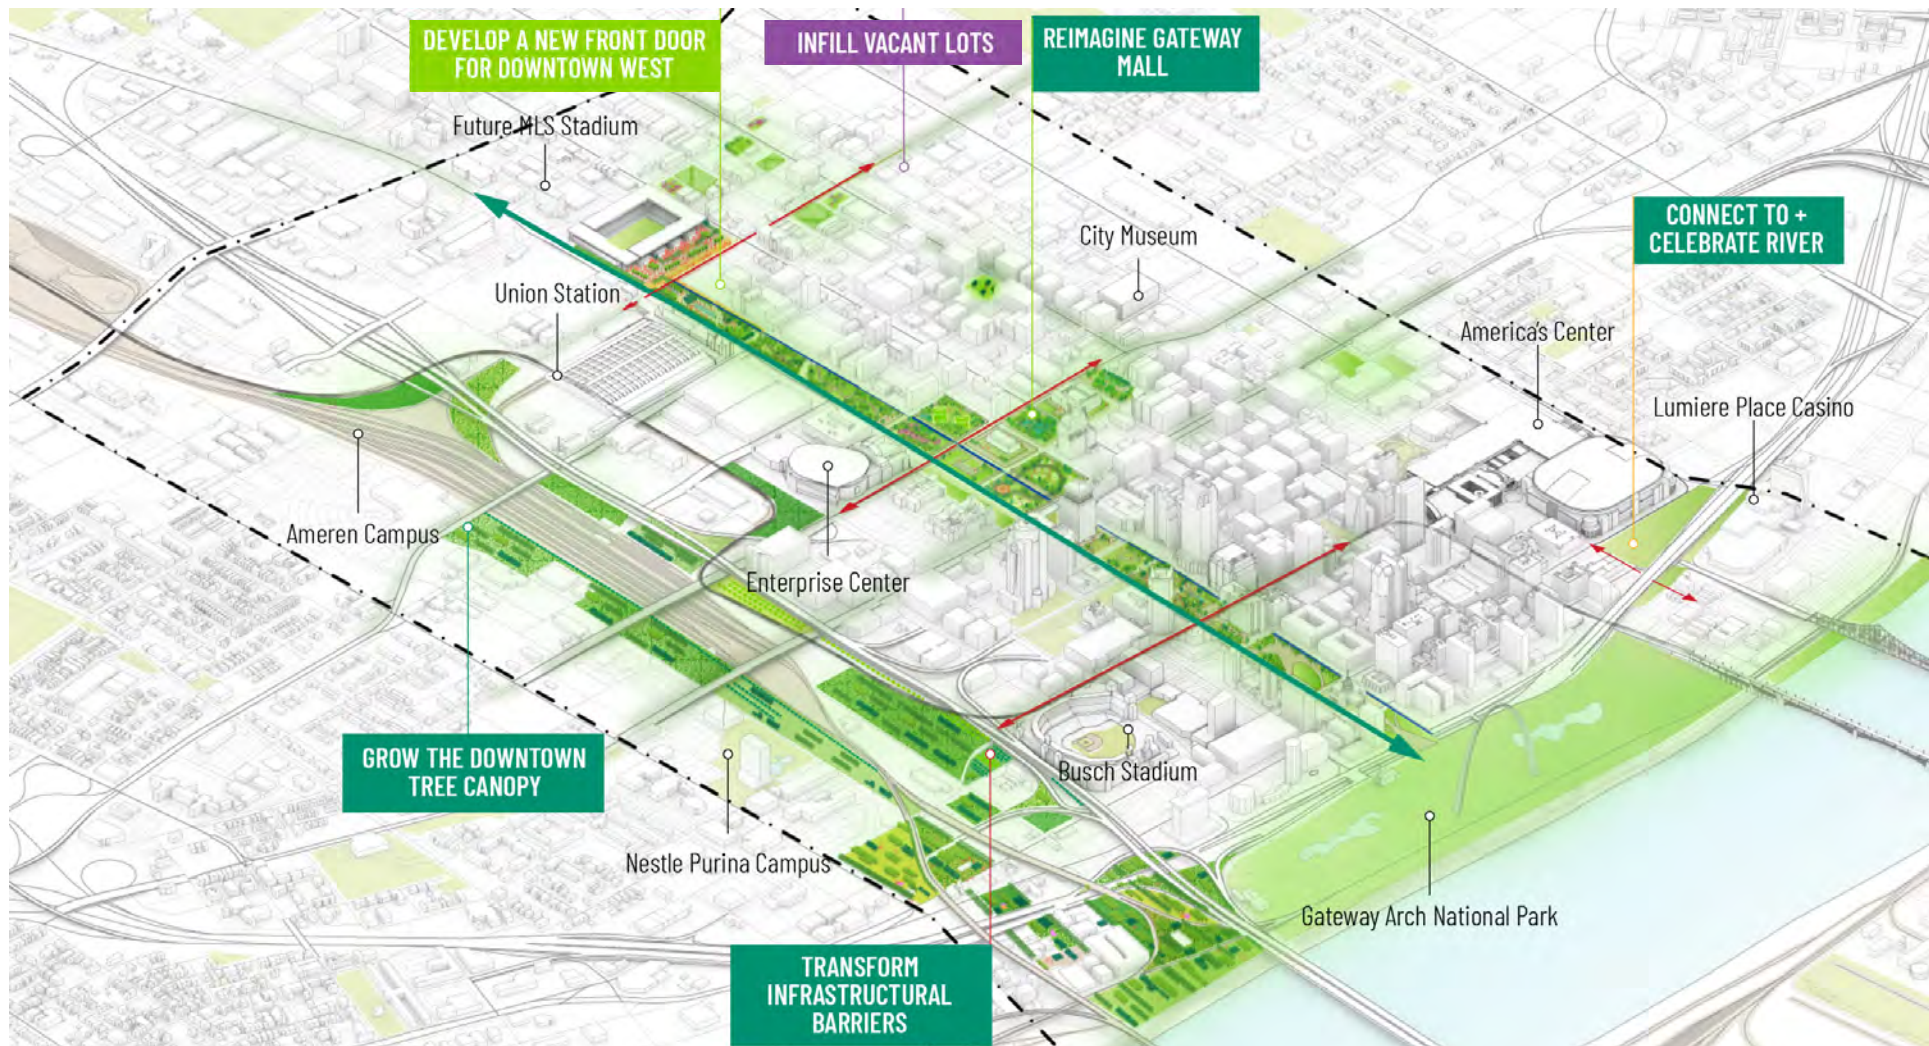 DEVELOP A NEW FRONT DOOR
FOR DOWNTOWN WEST
INFILL VACANT LOTS
REIMAGINE GATEWAY
MALL
Future MLS Stadium
CONNECT TO +
CELEBRATE RIVER
City Museum
Union Station
America's Center
Lumiere Place Casino
Ameren Campus
Enterprise Center
GROW THE DOWNTOWN
TREE CANOPY
Busch Stadium
Nestle Purina Campus
Gateway Arch National Park
TRANSFORM
INFRASTRUCTURAL
BARRIERS